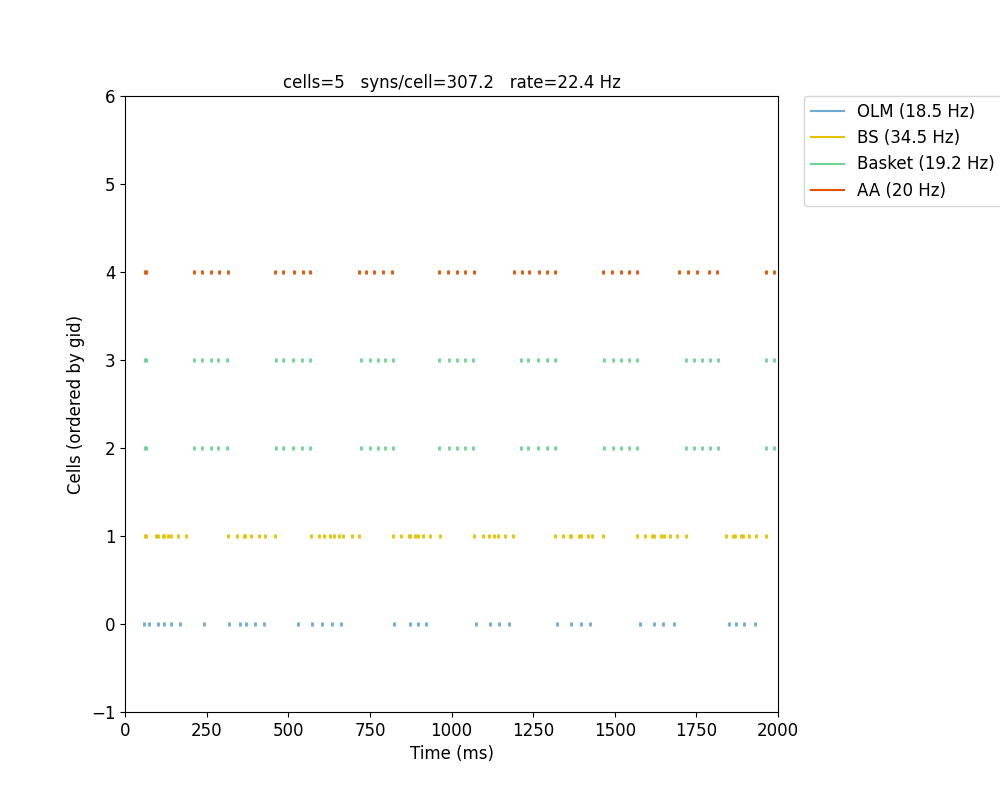 cells=5   syns/cell=307.2   rate=22.4 Hz
OLM (18.5 Hz)
BS (34.5 Hz)
Basket (19.2 Hz)
AA (20 Hz)
Cells (ordered by gid)
6
5
4
3
2
1
0
−1
0 250 500 750 1000 1250 1500 1750 2000
Time (ms)